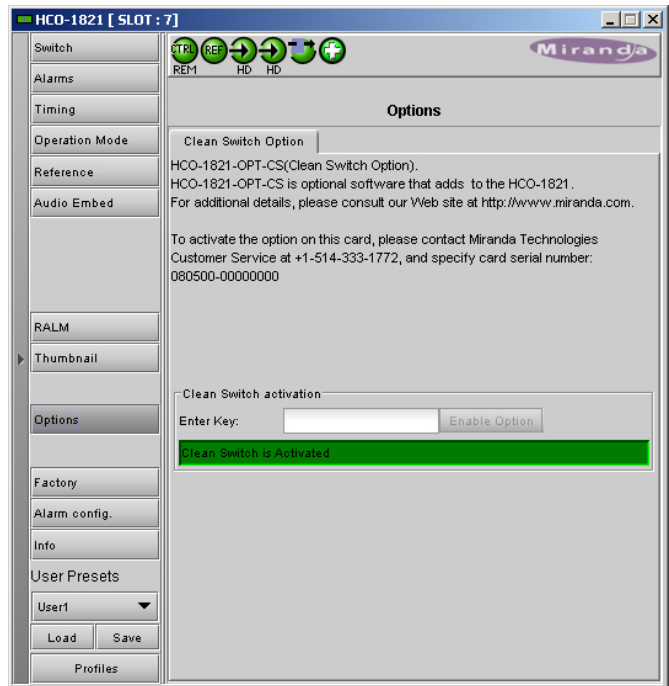 HCO-1821 [ SLOT : 7]
Switch
Alarms
Timing
Operation Mode
Reference
Audio Embed
RALM
Thumbnail
Options
Factory
Alarm config.
Info
User Presets
User1
Load Save
Profiles
CTRL REF
REM HD HD
Miranda
Options
Clean Switch Option
HCO-1821-OPT-CS(Clean Switch Option).
HCO-1821-OPT-CS is optional software that adds to the HCO-1821.
For additional details, please consult our Web site at http://www.miranda.com.
To activate the option on this card, please contact Miranda Technologies
Customer Service at +1-514-333-1772, and specify card serial number:
080500-00000000
Clean Switch activation
Enter Key: Enable Option
Clean Switch is Activated